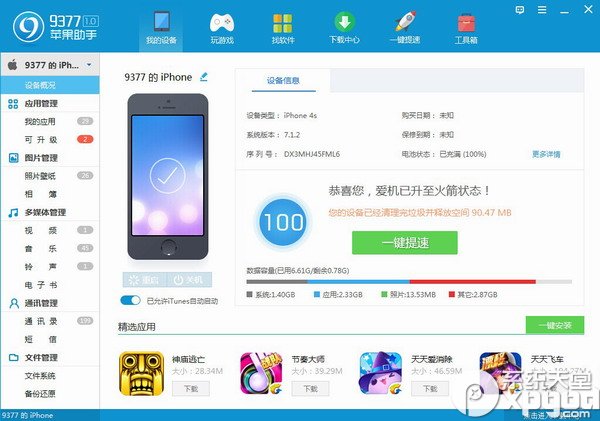 9377 1.0
苹果助手
我的设备
玩游戏
找软件
下载中心
一键提速
工具箱
9377 的 iPh...
设备概况
应用管理
我的应用 29
可升级 2
图片管理
照片壁纸 26
相簿
多媒体管理
视频 1
音乐 45
铃声 1
电子书
通讯管理
通讯录 199
短信
文件管理
文件系统
备份还原
9377 的 iPhone
重启
关机
已允许iTunes自动启动
设备信息
设备类型： iPhone 4s
购买日期： 未知
系统版本： 7.1.2
保修到期： 未知
序列号： DX3MHJ45FML6
电池状态： 已充满 (100%)
更多详情
100
恭喜您，爱机已升至火箭状态！
您的设备已经清理完垃圾并释放空间 90.47 MB
一键提速
数据容量(已用6.61G/剩余0.78G)
系统:1.40GB
应用:2.33GB
照片:13.53MB
其它:2.87GB
精选应用
一键安装
神庙逃亡
大小：28.34M
下载
节奏大师
大小：39.29M
下载
天天爱消除
大小：46.59M
下载
天天飞车
下载
系统天堂
9377 的 iPhone